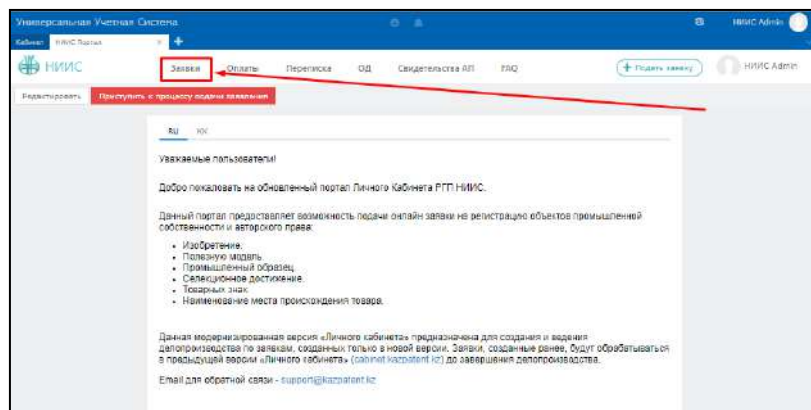 Универсальная Учетная Система
НИИС Admin
Кабинет НИИС Портал × +
НИИС Заявки Оплаты Переписка ОД Свидетельства АП FAQ + Подать заявку НИИС Admin
Редактировать Приступить к процессу подачи заявления
RU KK
Уважаемые пользователи!
Добро пожаловать на обновленный портал Личного Кабинета РГП НИИС.
Данный портал предоставляет возможность подачи онлайн заявки на регистрацию объектов промышленной
собственности и авторского права:
• Изобретение.
• Полезную модель.
• Промышленный образец.
• Селекционное достижение.
• Товарных знак.
• Наименование места происхождения товара.
Данная модернизированная версия «Личного кабинета» предназначена для создания и ведения
делопроизводства по заявкам, созданных только в новой версии. Заявки, созданные ранее, будут обрабатываться
в предыдущей версии «Личного кабинета» (cabinet.kazpatent.kz) до завершения делопроизводства.
Email для обратной связи - support@kazpatent.kz